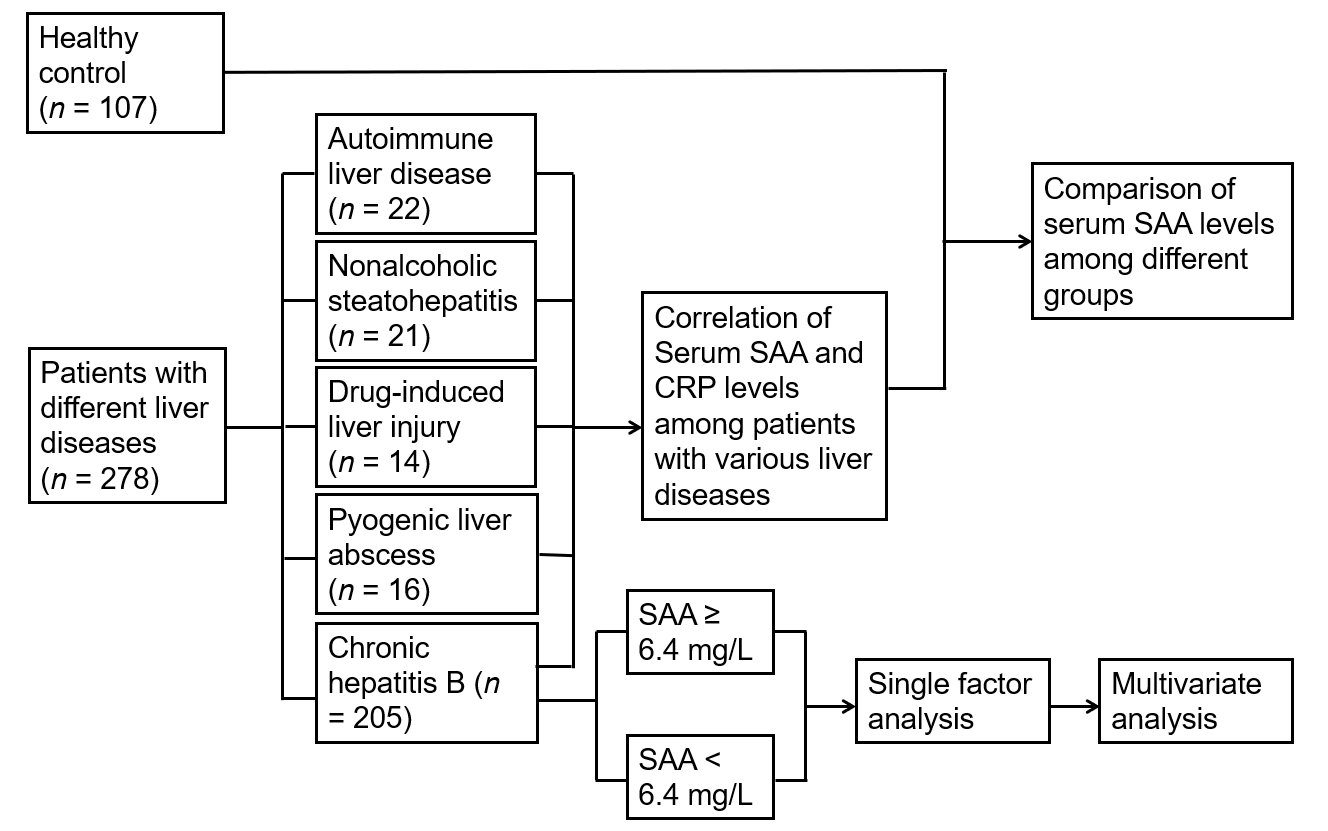 Healthy
control
(n = 107)
Patients with
different liver
diseases
(n = 278)
Autoimmune
liver disease
(n = 22)
Nonalcoholic
steatohepatitis
(n = 21)
Drug-induced
liver injury
(n = 14)
Pyogenic liver
abscess
(n = 16)
Chronic
hepatitis B (n
= 205)
Correlation of
Serum SAA and
CRP levels
among patients
with various liver
diseases
Comparison of
serum SAA levels
among different
groups
SAA ≥
6.4 mg/L
SAA <
6.4 mg/L
Single factor
analysis
Multivariate
analysis